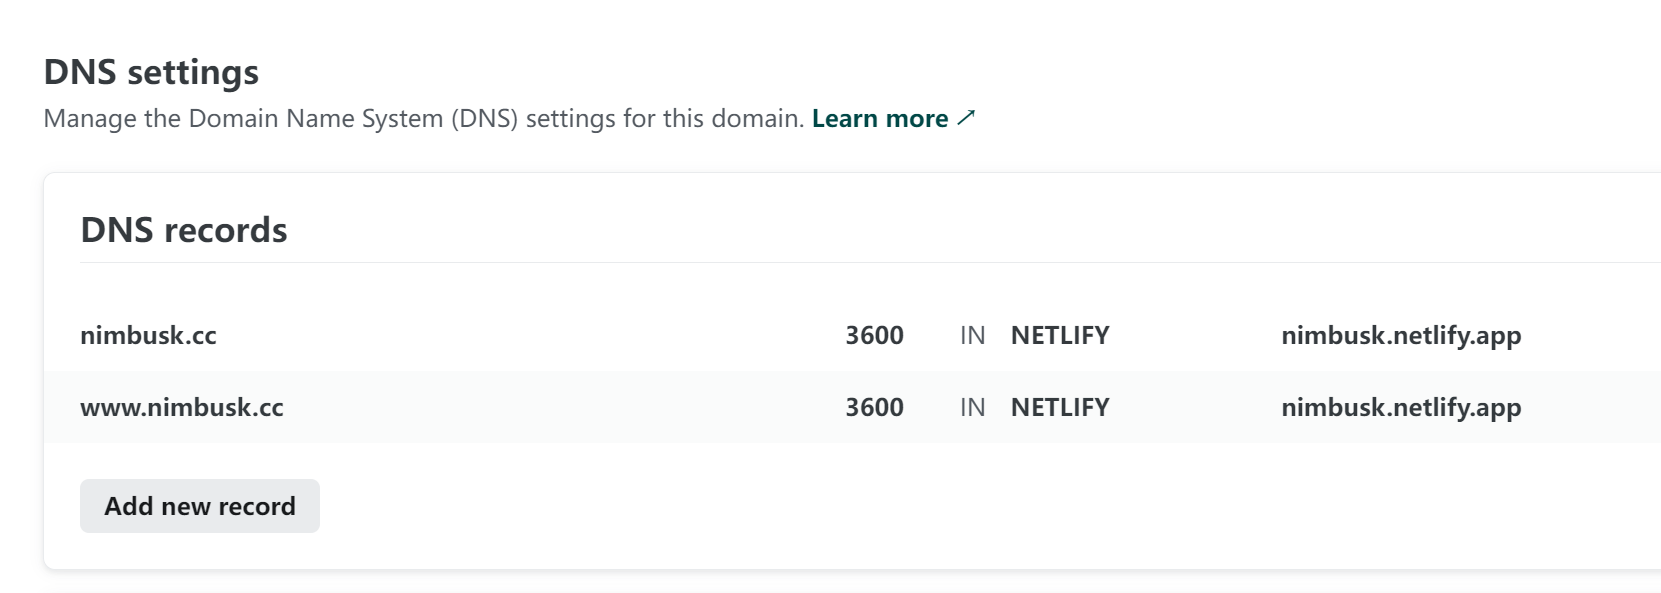 DNS settings
Manage the Domain Name System (DNS) settings for this domain. Learn more ↗
DNS records
nimbusk.cc 3600 IN NETLIFY nimbusk.netlify.app
www.nimbusk.cc 3600 IN NETLIFY nimbusk.netlify.app
Add new record